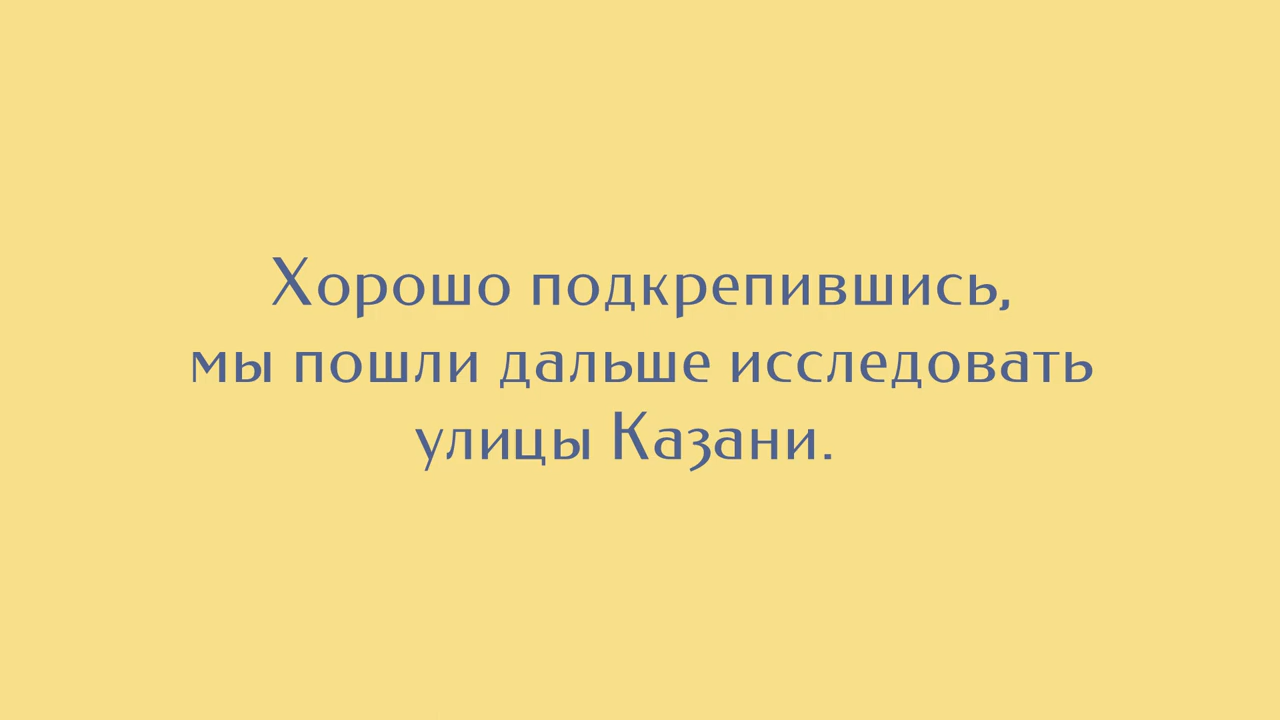 Хорошо подкрепившись,
мы пошли дальше исследовать
улицы Казани.